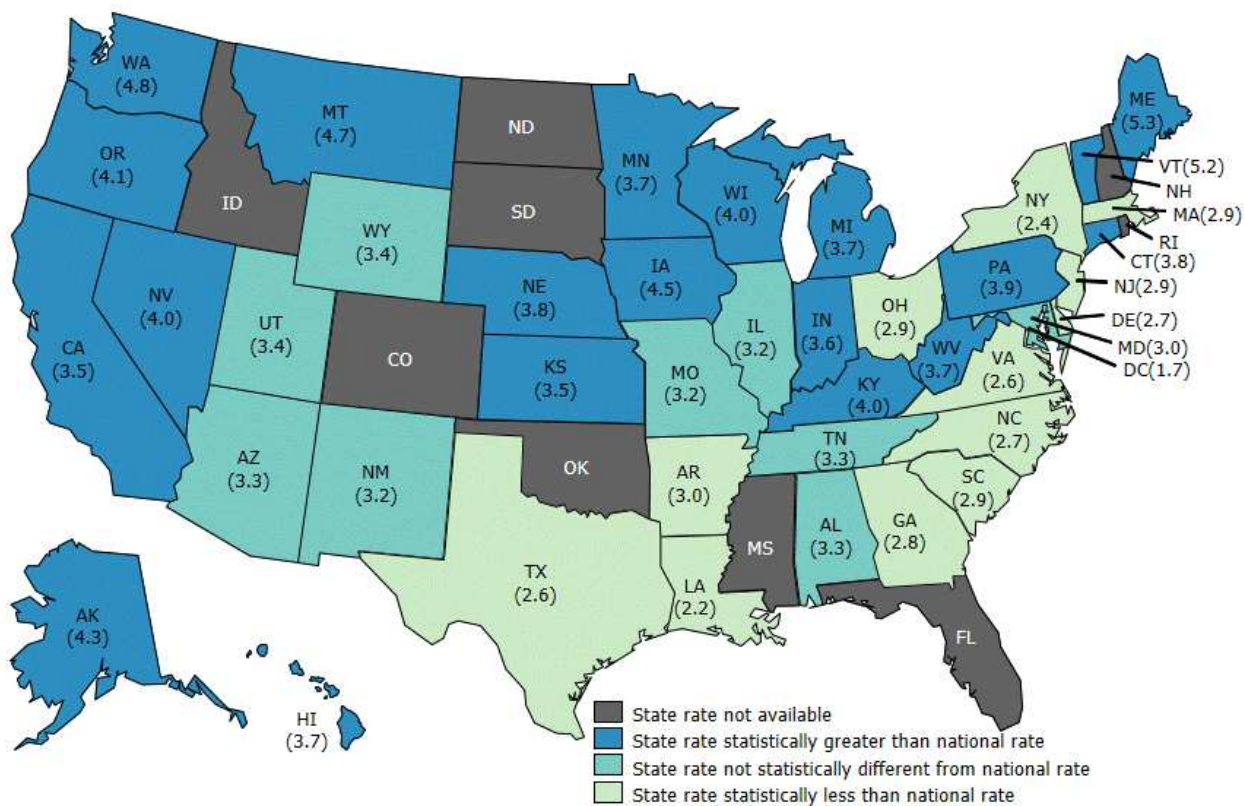 WA
(4.8)
MT
(4.7)
ND
ME
(5.3)
OR
(4.1)
MN
(3.7)
VT(5.2)
ID
SD
WI
(4.0)
NH
NY
(2.4)
MA(2.9)
WY
(3.4)
MI
(3.7)
RI
CT(3.8)
IA
(4.5)
PA
(3.9)
NJ(2.9)
NE
(3.8)
NV
(4.0)
OH
(2.9)
UT
(3.4)
IL
(3.2)
IN
(3.6)
DE(2.7)
MD(3.0)
DC(1.7)
CA
(3.5)
CO
KS
(3.5)
MO
(3.2)
WV
(3.7)
VA
(2.6)
KY
(4.0)
NC
(2.7)
TN
(3.3)
AZ
(3.3)
NM
(3.2)
OK
AR
(3.0)
SC
(2.9)
MS
AL
(3.3)
GA
(2.8)
TX
(2.6)
LA
(2.2)
AK
(4.3)
FL
HI
(3.7)
State rate not available
State rate statistically greater than national rate
State rate not statistically different from national rate
State rate statistically less than national rate